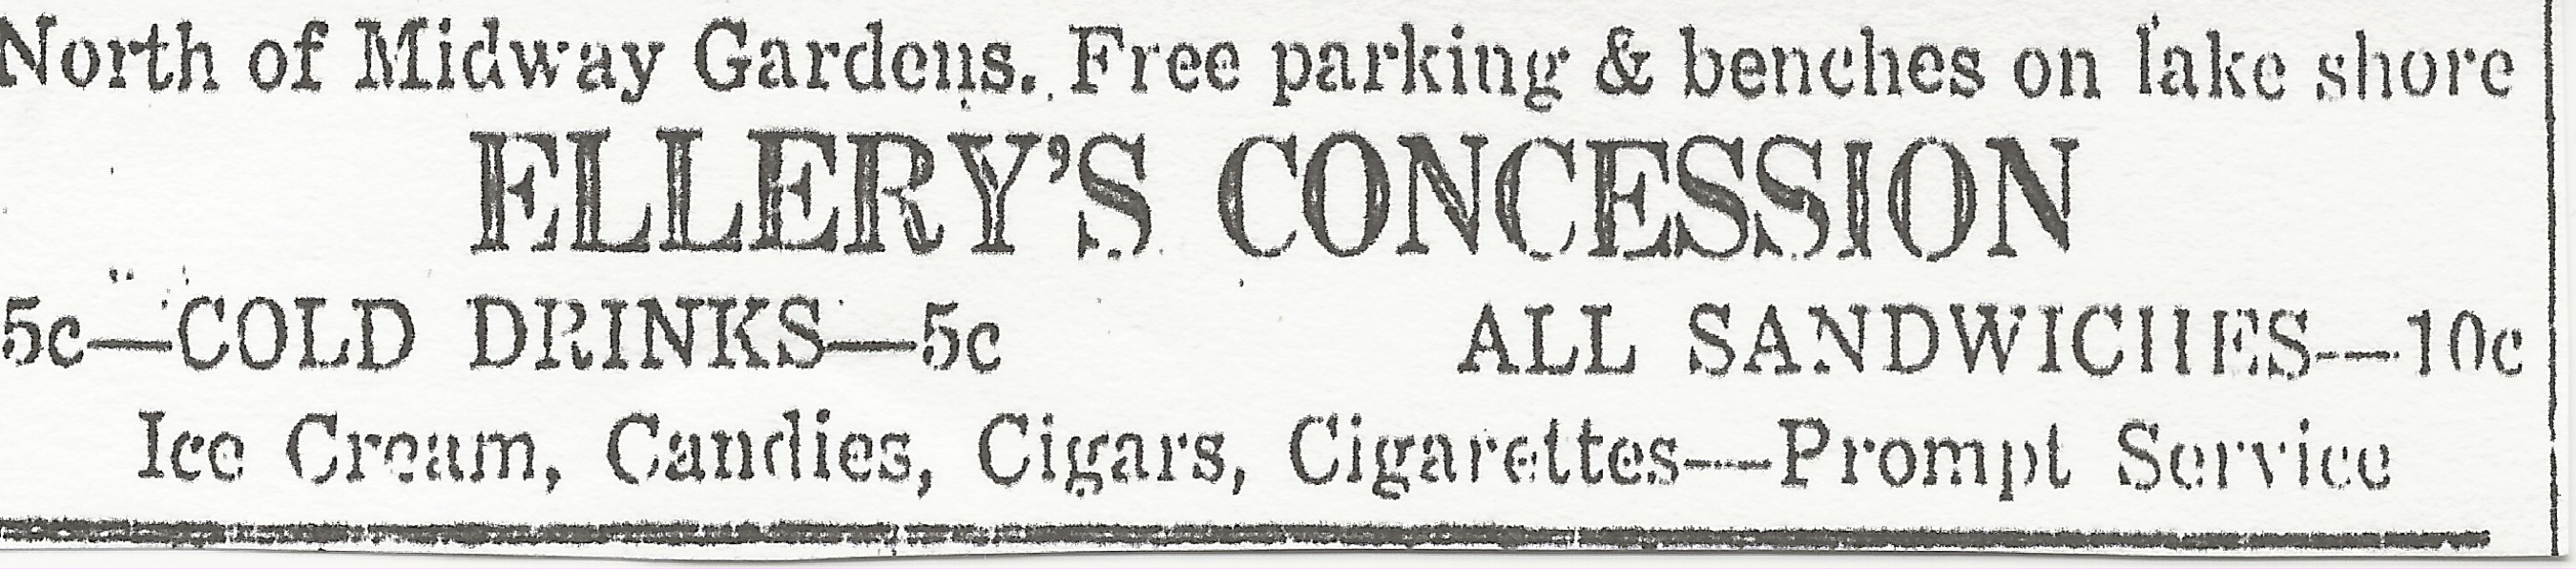 North of Midway Gardens. Free parking & benches on lake shore
ELLERY'S CONCESSION
5c—COLD DRINKS—5c ALL SANDWICHES—10c
Ice Cream, Candies, Cigars, Cigarettes—Prompt Service